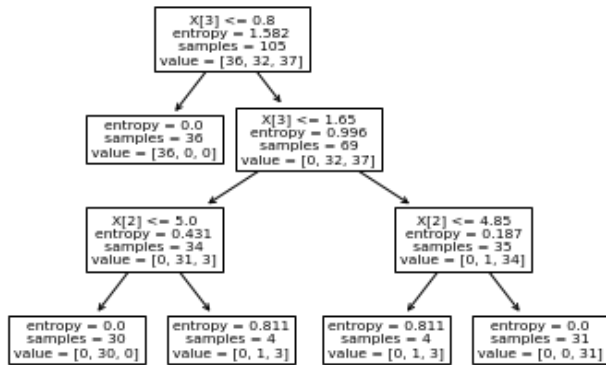 X[3] <= 0.8
entropy = 1.582
samples = 105
value = [36, 32, 37]
entropy = 0.0
samples = 36
value = [36, 0, 0]
X[3] <= 1.65
entropy = 0.996
samples = 69
value = [0, 32, 37]
X[2] <= 5.0
entropy = 0.431
samples = 34
value = [0, 31, 3]
X[2] <= 4.85
entropy = 0.187
samples = 35
value = [0, 1, 34]
entropy = 0.0
samples = 30
value = [0, 30, 0]
entropy = 0.811
samples = 4
value = [0, 1, 3]
entropy = 0.811
samples = 4
value = [0, 1, 3]
entropy = 0.0
samples = 31
value = [0, 0, 31]